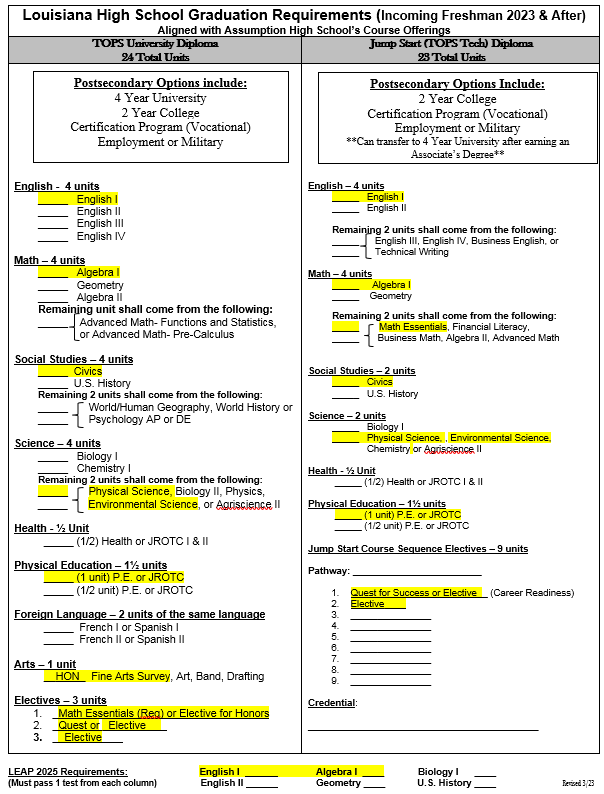 Louisiana High School Graduation Requirements (Incoming Freshman 2023 & After)
Aligned with Assumption High School's Course Offerings
TOPS University Diploma
24 Total Units
Postsecondary Options include:
4 Year University
2 Year College
Certification Program (Vocational)
Employment or Military
English - 4 units
_____ English I
_____ English II
_____ English III
_____ English IV
Math – 4 units
_____ Algebra I
_____ Geometry
_____ Algebra II
Remaining unit shall come from the following:
_____ Advanced Math- Functions and Statistics,
or Advanced Math- Pre-Calculus
Social Studies – 4 units
_____ Civics
_____ U.S. History
Remaining 2 units shall come from the following:
_____ World/Human Geography, World History or
_____ Psychology AP or DE
Science – 4 units
_____ Biology I
_____ Chemistry I
Remaining 2 units shall come from the following:
_____ Physical Science, Biology II, Physics,
_____ Environmental Science, or Agriscience II
Health - ½ Unit
_____ (1/2) Health or JROTC I & II
Physical Education – 1½ units
_____ (1 unit) P.E. or JROTC
_____ (1/2 unit) P.E. or JROTC
Foreign Language – 2 units of the same language
_____ French I or Spanish I
_____ French II or Spanish II
Arts – 1 unit
__HON__ Fine Arts Survey, Art, Band, Drafting
Electives – 3 units
1. Math Essentials (Reg) or Elective for Honors
2. Quest or Elective
3. Elective
Jump Start (TOPS Tech) Diploma
23 Total Units
Postsecondary Options Include:
2 Year College
Certification Program (Vocational)
Employment or Military
**Can transfer to 4 Year University after earning an
Associate's Degree**
English – 4 units
_____ English I
_____ English II
Remaining 2 units shall come from the following:
_____ English III, English IV, Business English, or
_____ Technical Writing
Math – 4 units
_____ Algebra I
_____ Geometry
Remaining 2 units shall come from the following:
_____ Math Essentials, Financial Literacy,
_____ Business Math, Algebra II, Advanced Math
Social Studies – 2 units
_____ Civics
_____ U.S. History
Science – 2 units
_____ Biology I
_____ Physical Science, , Environmental Science,
Chemistry or Agriscience II
Health - ½ Unit
_____ (1/2) Health or JROTC I & II
Physical Education – 1½ units
_____ (1 unit) P.E. or JROTC
_____ (1/2 unit) P.E. or JROTC
Jump Start Course Sequence Electives – 9 units
Pathway: _____
1. Quest for Success or Elective (Career Readiness)
2. Elective
3. _____
4. _____
5. _____
6. _____
7. _____
8. _____
9. _____
Credential:
LEAP 2025 Requirements: English I _____ Algebra I _____ Biology I _____
(Must pass 1 test from each column) English II _____ Geometry _____ U.S. History _____
Revised 3/23